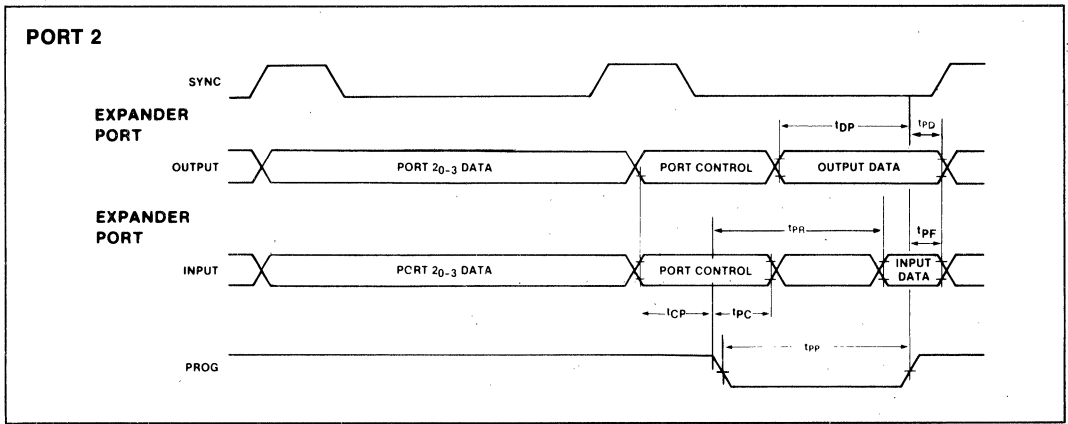 PORT 2
SYNC
EXPANDER
PORT
tDP
tPD
OUTPUT
PORT 20-3 DATA
PORT CONTROL
OUTPUT DATA
EXPANDER
PORT
tPR
tPF
INPUT
PORT 20-3 DATA
PORT CONTROL
INPUT
DATA
tCP
tPC
tPP
PROG